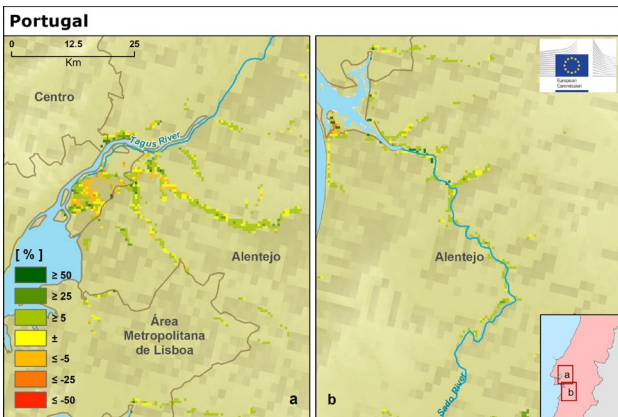 Portugal
0 12.5 25
Km
Centro
Tagus River
Alentejo
[ % ]
≥ 50
≥ 25
≥ 5
±
≤ -5
≤ -25
≤ -50
Área
Metropolitana
de Lisboa
a
European
Commission
Alentejo
Sado River
b
a
b